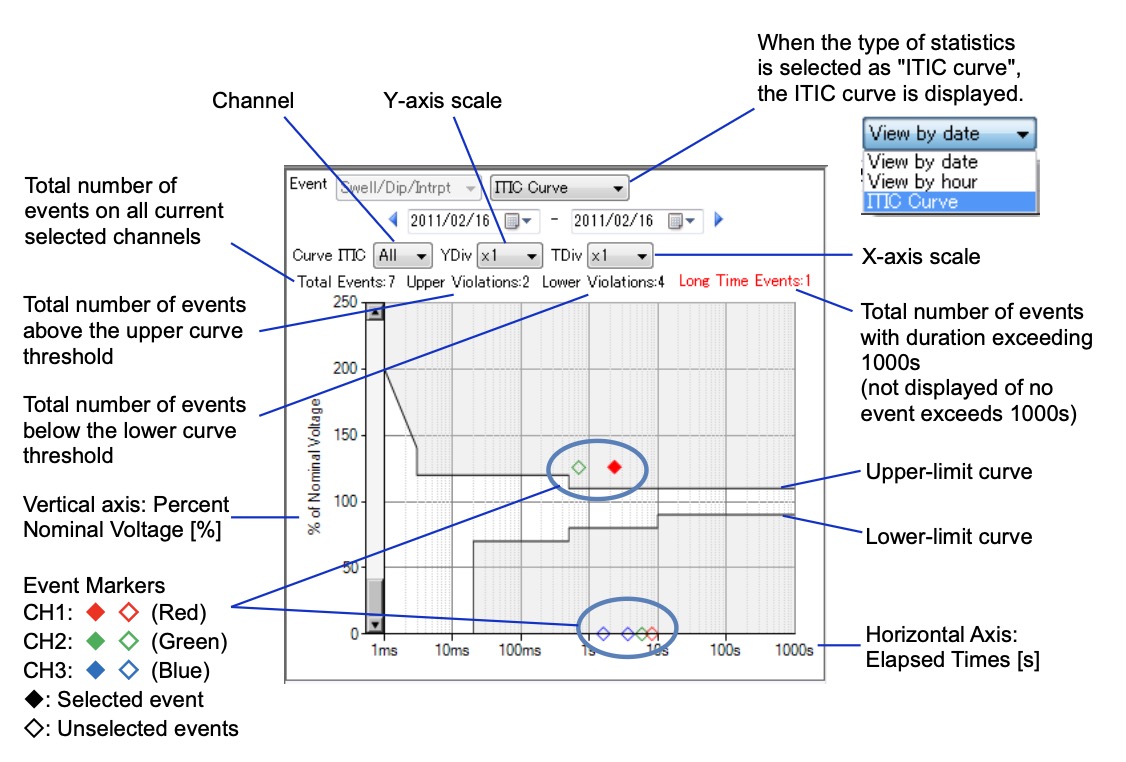 When the type of statistics
is selected as "ITIC curve",
the ITIC curve is displayed.
Channel
Y-axis scale
View by date
View by date
View by hour
ITIC Curve
Total number of
events on all current
selected channels
Event Swell/Dip/Intrpt ITIC Curve
2011/02/16 - 2011/02/16
Curve ITIC All YDiv x1 TDiv x1
X-axis scale
Total Events:7 Upper Violations:2 Lower Violations:4 Long Time Events:1
Total number of events
above the upper curve
threshold
Total number of events
with duration exceeding
1000s
(not displayed of no
event exceeds 1000s)
Total number of events
below the lower curve
threshold
250
200
150
100
50
0
% of Nominal Voltage
Upper-limit curve
Lower-limit curve
Vertical axis: Percent
Nominal Voltage [%]
1ms 10ms 100ms 1s 10s 100s 1000s
Horizontal Axis:
Elapsed Times [s]
Event Markers
CH1: (Red)
CH2: (Green)
CH3: (Blue)
: Selected event
: Unselected events